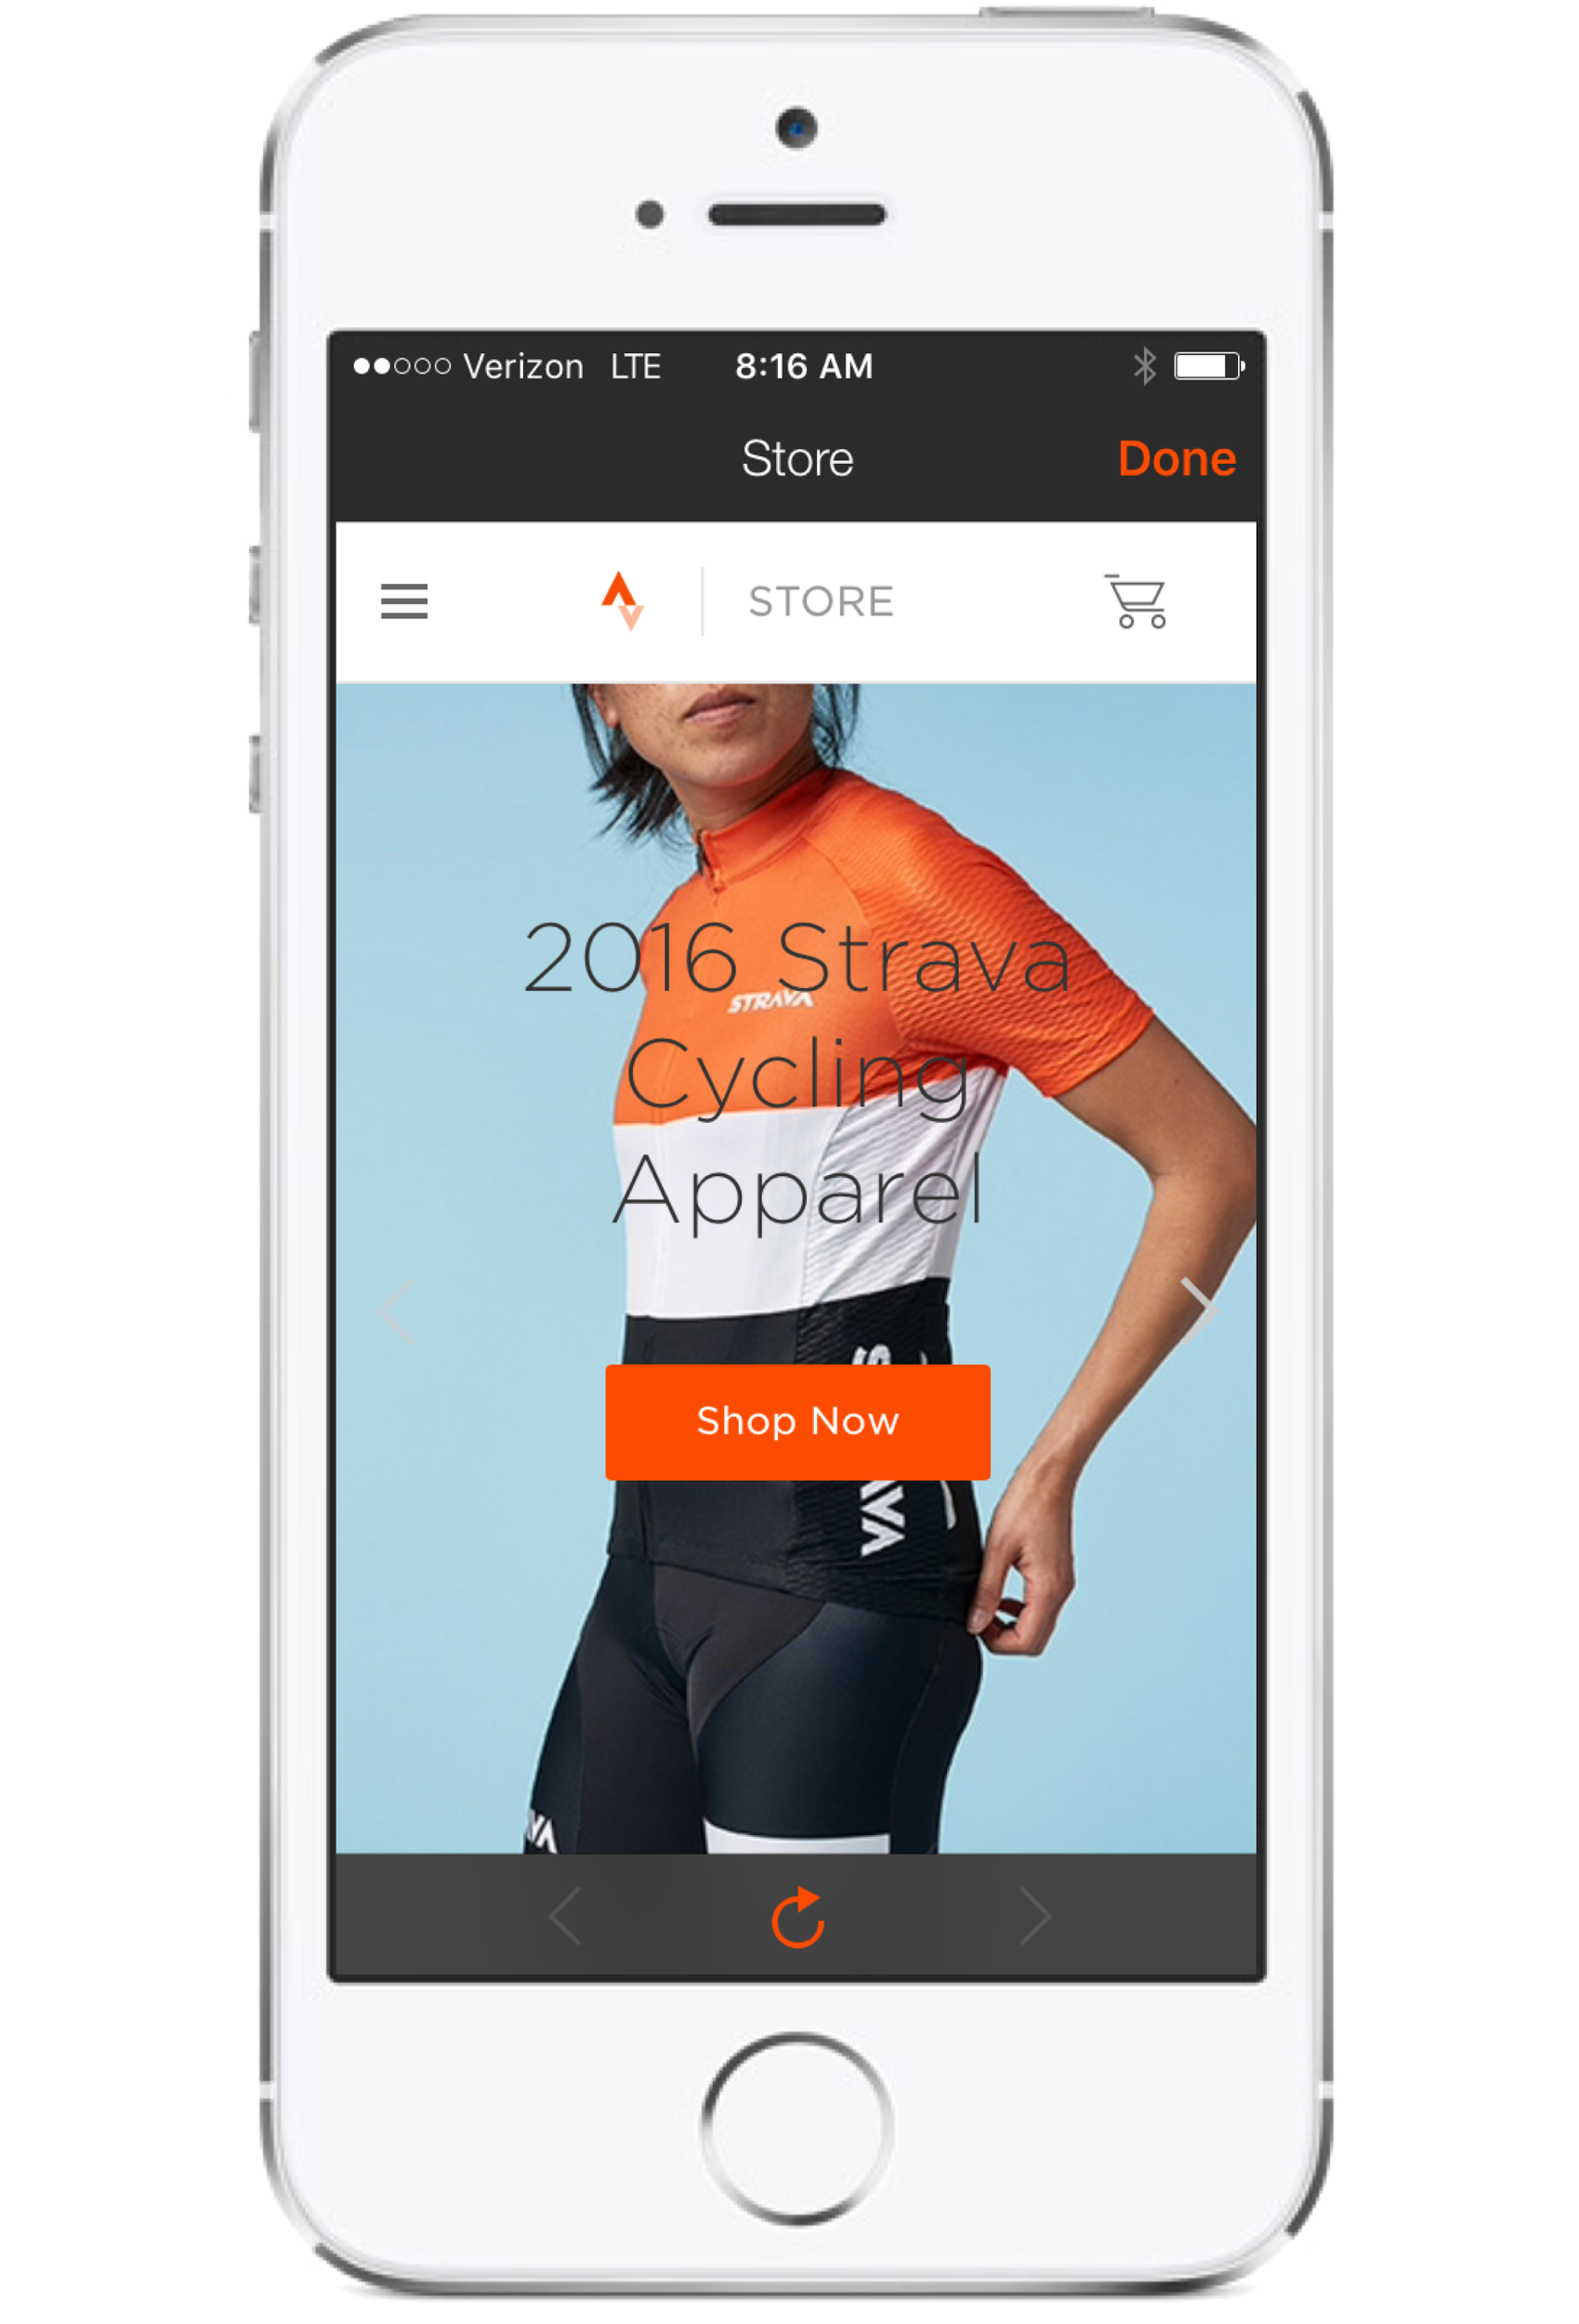 Verizon LTE 8:16 AM
Store Done
STORE
2016 Strava
STRAVA
Cycling
Apparel
Shop Now